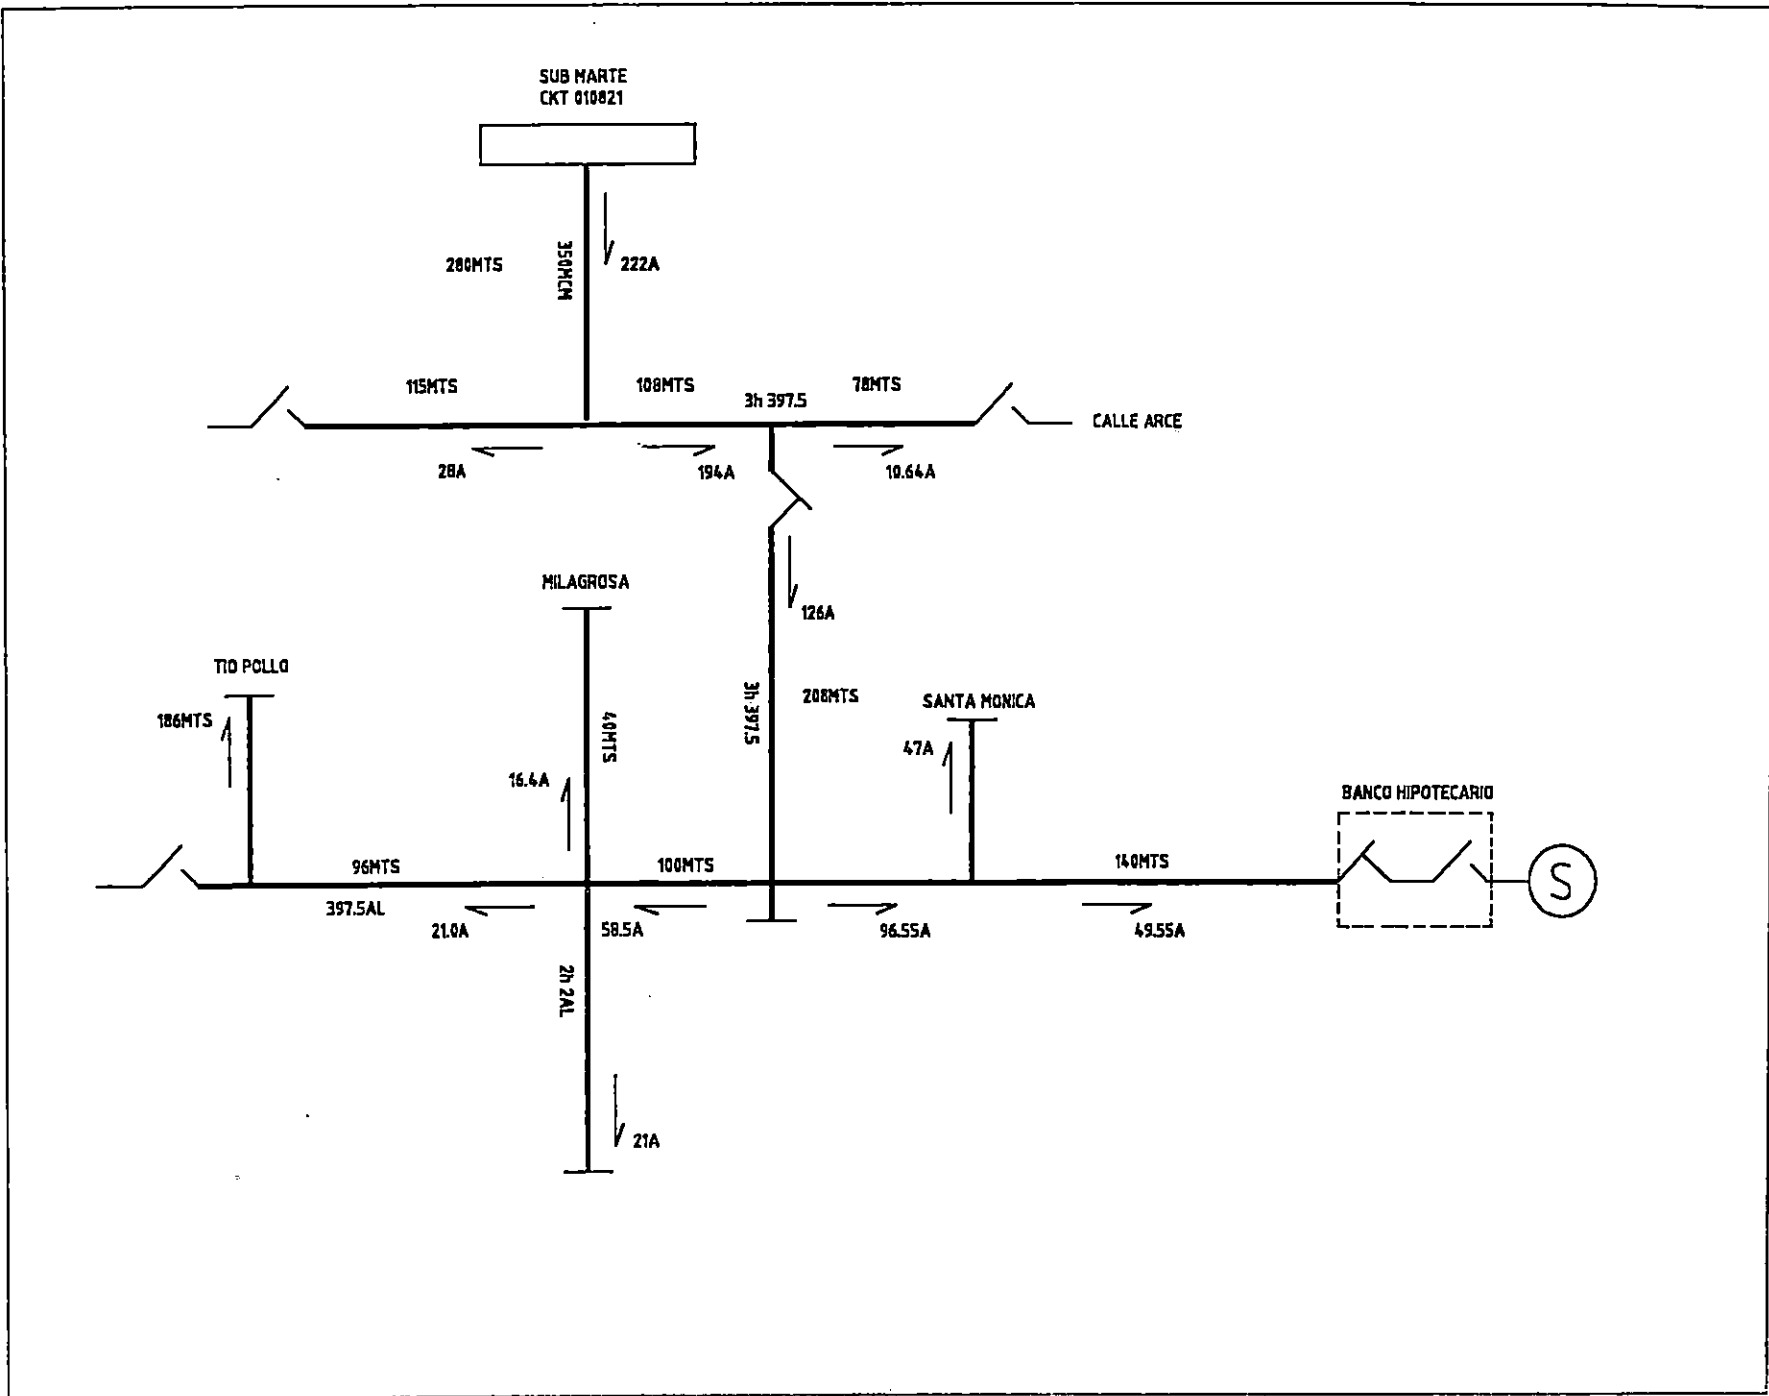 SUB MARTE
CKT 010821
280MTS
350MCM
222A
115MTS
108MTS
3h 397.5
78MTS
CALLE ARCE
28A
194A
10.64A
MILAGROSA
126A
TIO POLLO
186MTS
40MTS
3h 397.5
208MTS
SANTA MONICA
47A
16.4A
BANCO HIPOTECARIO
96MTS
100MTS
140MTS
S
397.5AL
21.0A
58.5A
96.55A
49.55A
2h 2AL
21A